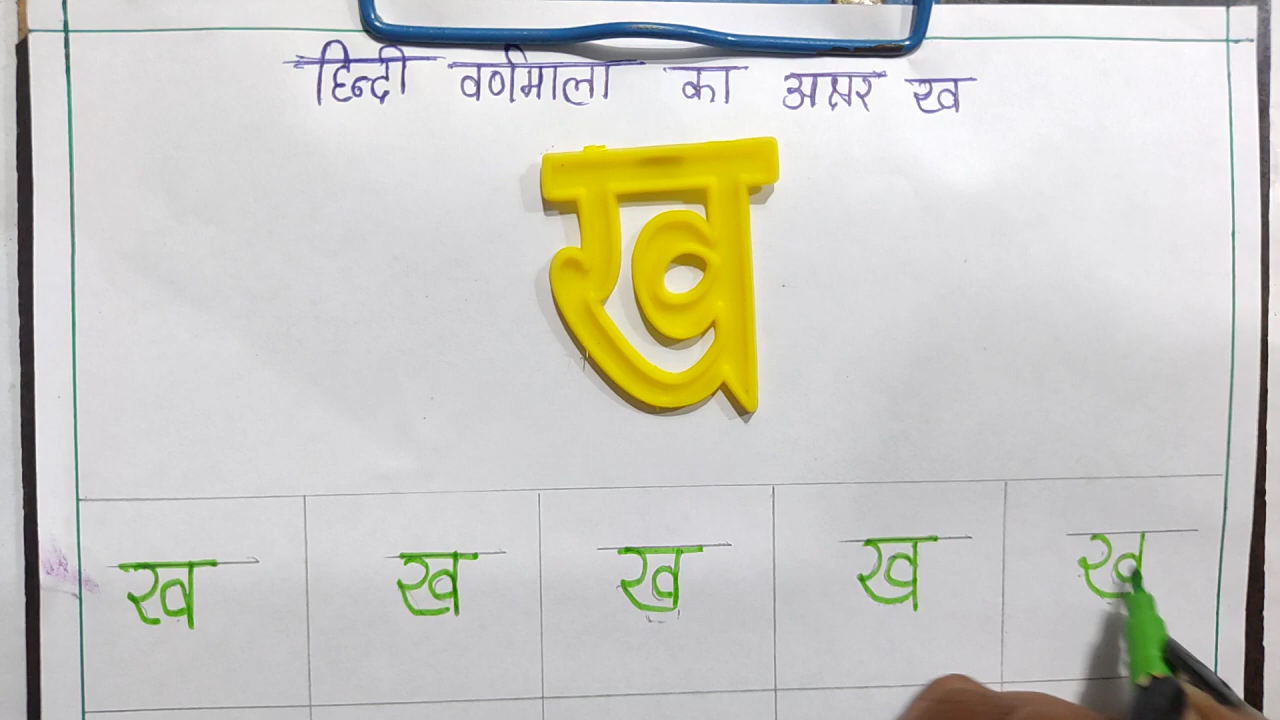 हिन्दी वर्णमाला का अक्षर ख
ख
ख ख ख ख ख